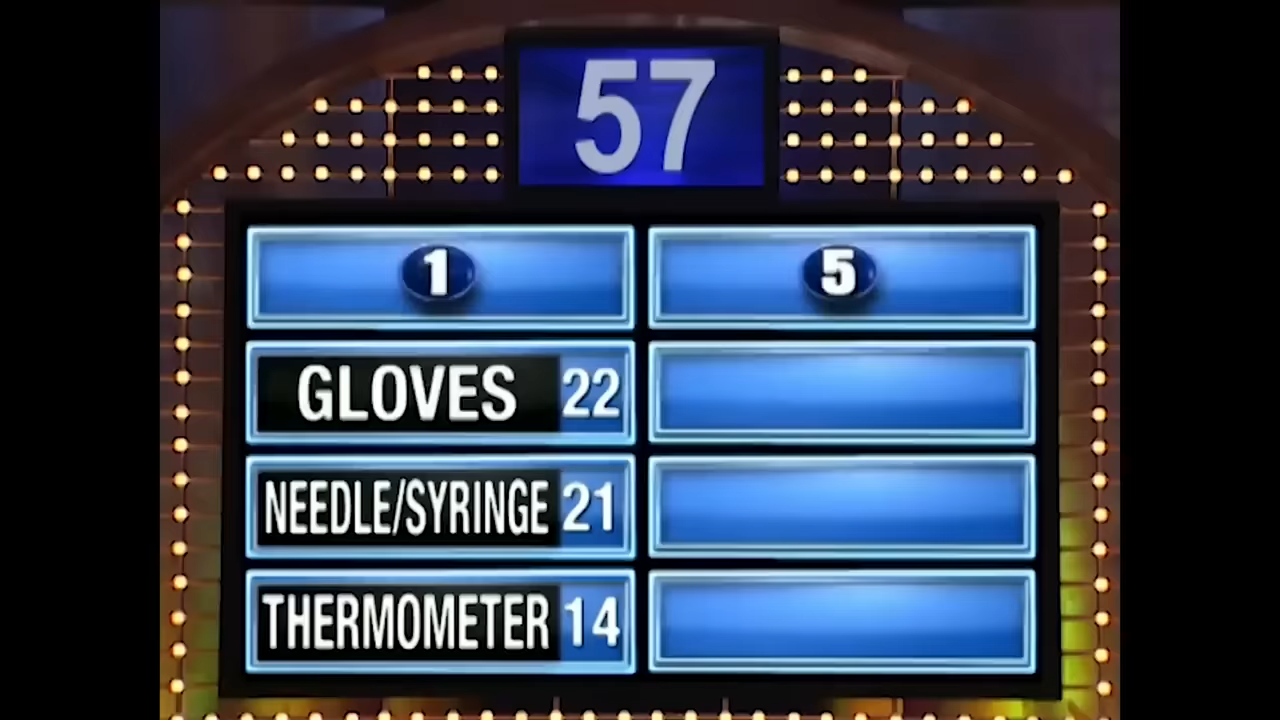 57
1
5
GLOVES 22
NEEDLE/SYRINGE 21
THERMOMETER 14